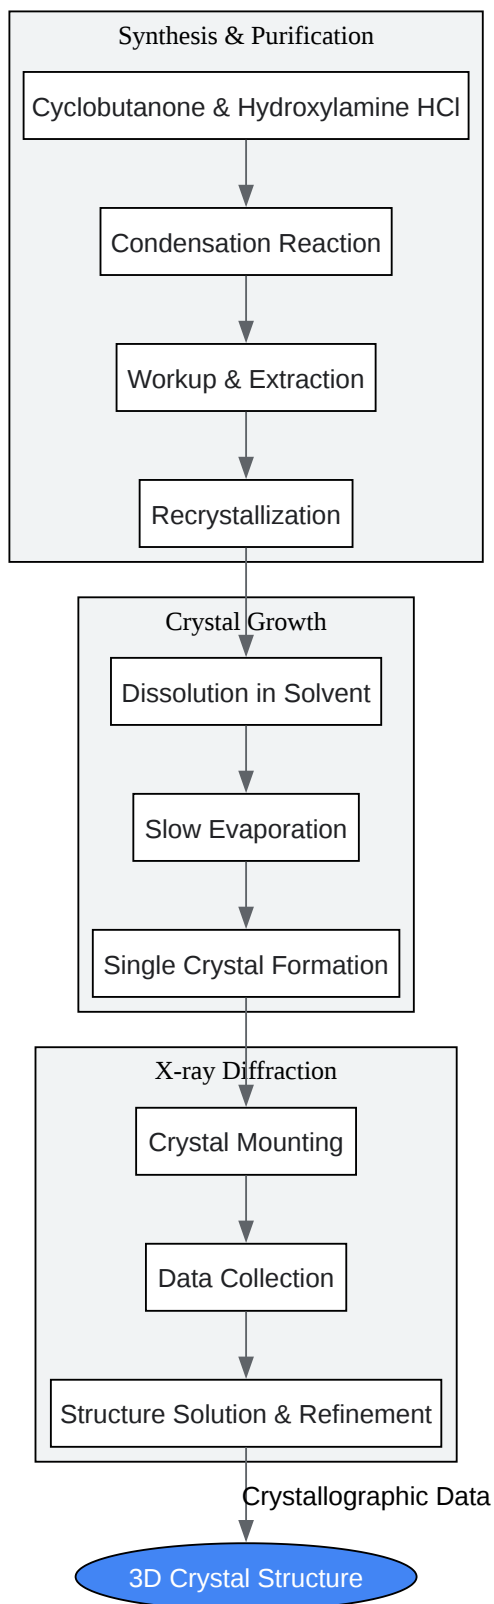 Synthesis & Purification
Cyclobutanone & Hydroxylamine HCl
Condensation Reaction
Workup & Extraction
Recrystallization
Crystal Growth
Dissolution in Solvent
Slow Evaporation
Single Crystal Formation
X-ray Diffraction
Crystal Mounting
Data Collection
Structure Solution & Refinement
Crystallographic Data
3D Crystal Structure